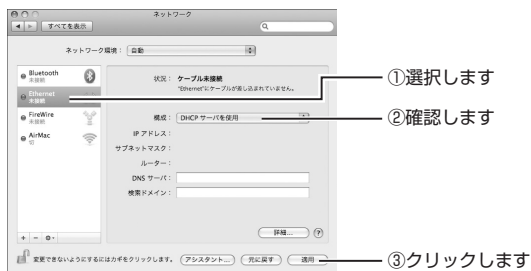 ネットワーク
すべてを表示
ネットワーク環境： 自動
Bluetooth
未接続
Ethernet
未接続
FireWire
未接続
AirMac
切
状況： ケーブル未接続
"Ethernet"にケーブルが差し込まれていません。
構成： DHCP サーバを使用
IP アドレス：
サブネットマスク：
ルーター：
DNS サーバ：
検索ドメイン：
詳細... ?
変更できないようにするにはカギをクリックします。 アシスタント... 元に戻す 適用
①選択します
②確認します
③クリックします